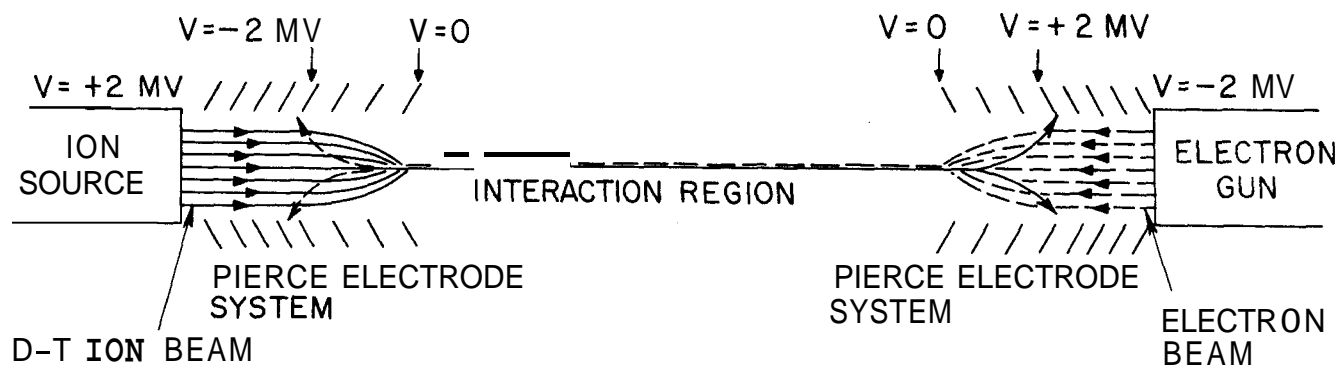 V=-2 MV
V=0
V=0
V=+2 MV
V= +2 MV
V=-2 MV
ION
SOURCE
ELECTRON
GUN
INTERACTION REGION
PIERCE ELECTRODE
SYSTEM
PIERCE ELECTRODE
SYSTEM
D-T ION BEAM
ELECTRON
BEAM